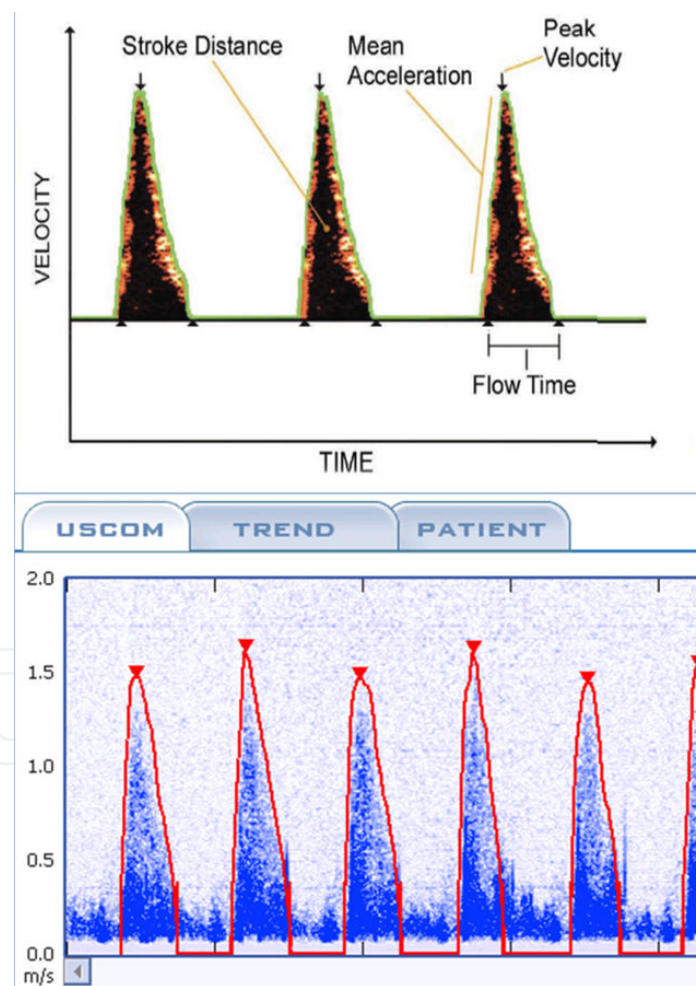 Stroke Distance
Mean
Acceleration
Peak
Velocity
VELOCITY
Flow Time
TIME
USCOM
TREND
PATIENT
2.0
1.5
1.0
0.5
0.0
m/s